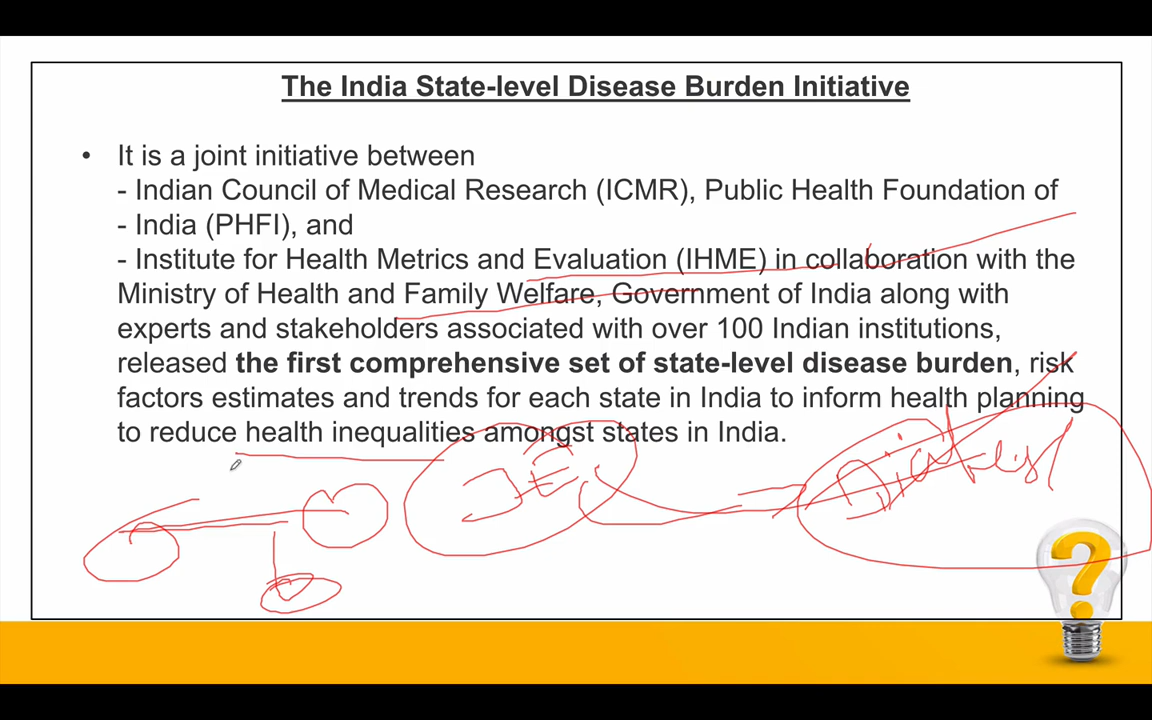 The India State-level Disease Burden Initiative
• It is a joint initiative between
- Indian Council of Medical Research (ICMR), Public Health Foundation of
- India (PHFI), and
- Institute for Health Metrics and Evaluation (IHME) in collaboration with the
Ministry of Health and Family Welfare, Government of India along with
experts and stakeholders associated with over 100 Indian institutions,
released the first comprehensive set of state-level disease burden, risk
factors estimates and trends for each state in India to inform health planning
to reduce health inequalities amongst states in India.
?